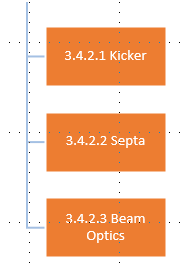 3.4.2.1 Kicker
3.4.2.2 Septa
3.4.2.3 Beam
Optics